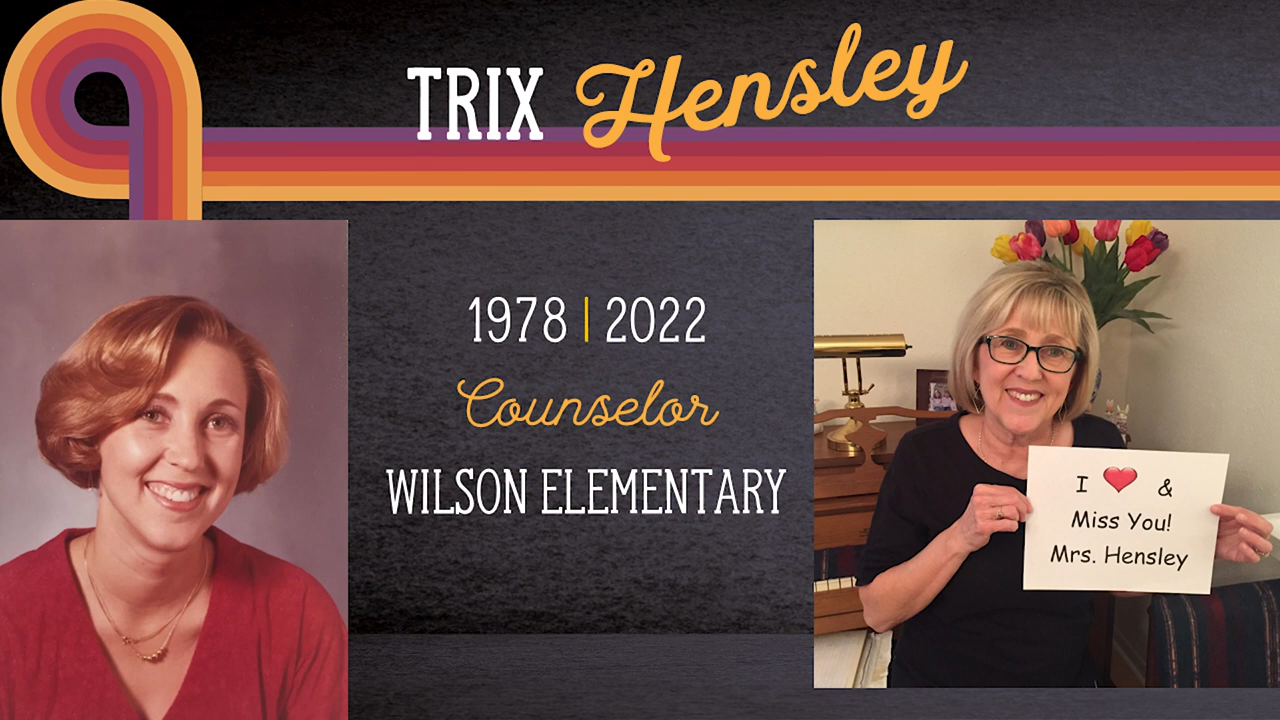 TRIX Hensley
1978 | 2022
Counselor
WILSON ELEMENTARY
I ❤ &
Miss You!
Mrs. Hensley